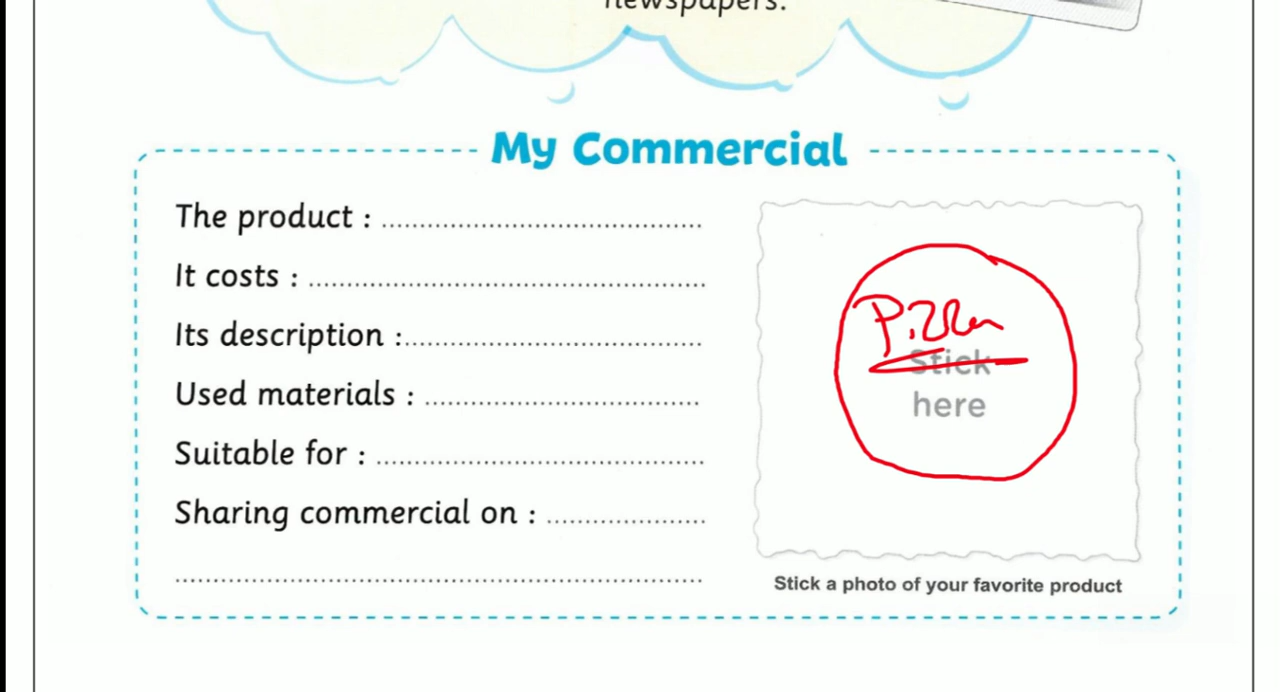 newspapers.
My Commercial
The product : ........................................
It costs : ..................................................
Its description :......................................
Used materials : ...................................
Suitable for : .........................................
Sharing commercial on : .....................
..................................................................
Pizza
Stick
here
Stick a photo of your favorite product